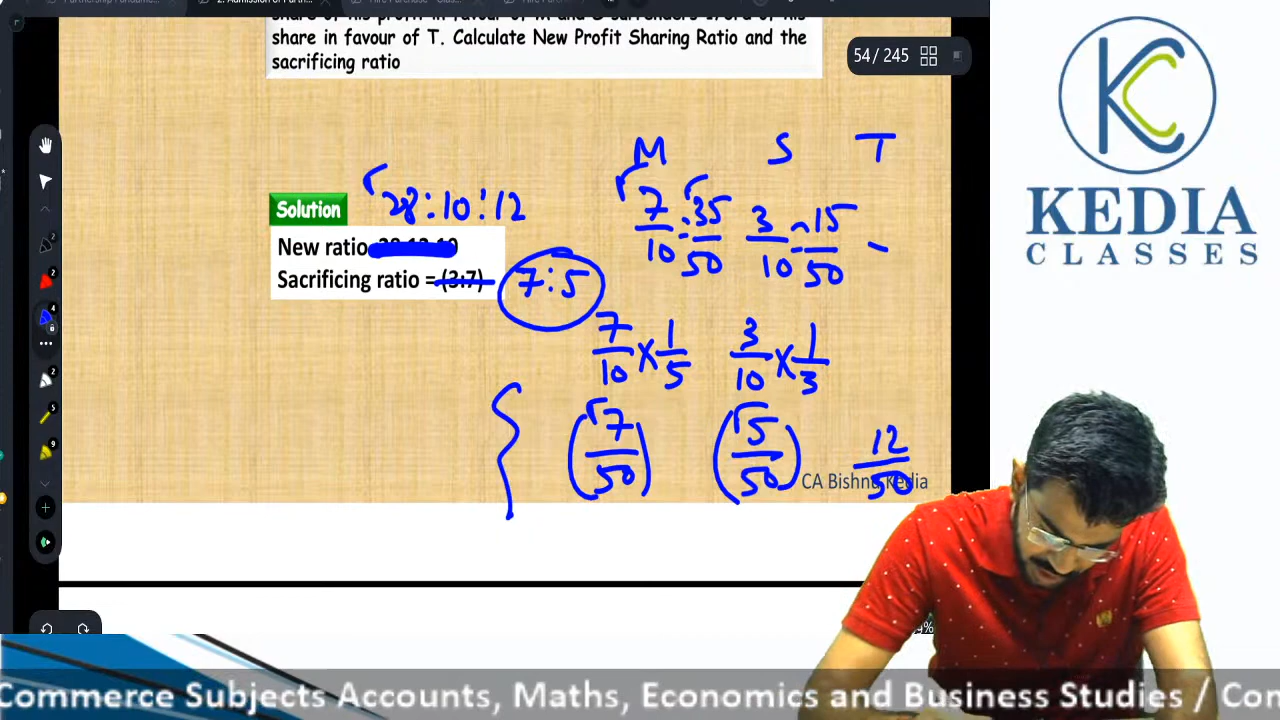 share in favour of T. Calculate New Profit Sharing Ratio and the
sacrificing ratio
54 / 245
M S T
28:10:12
7/10 = 35/50 3/10 = 15/50 -
Solution
New ratio
Sacrificing ratio = (3:7)
7:5
7/10 × 1/5 3/10 × 1/3
(7/50) (5/50) 12/50
CA Bishnu Kedia
KC
KEDIA
CLASSES
Commerce Subjects Accounts, Maths, Economics and Business Studies / Con